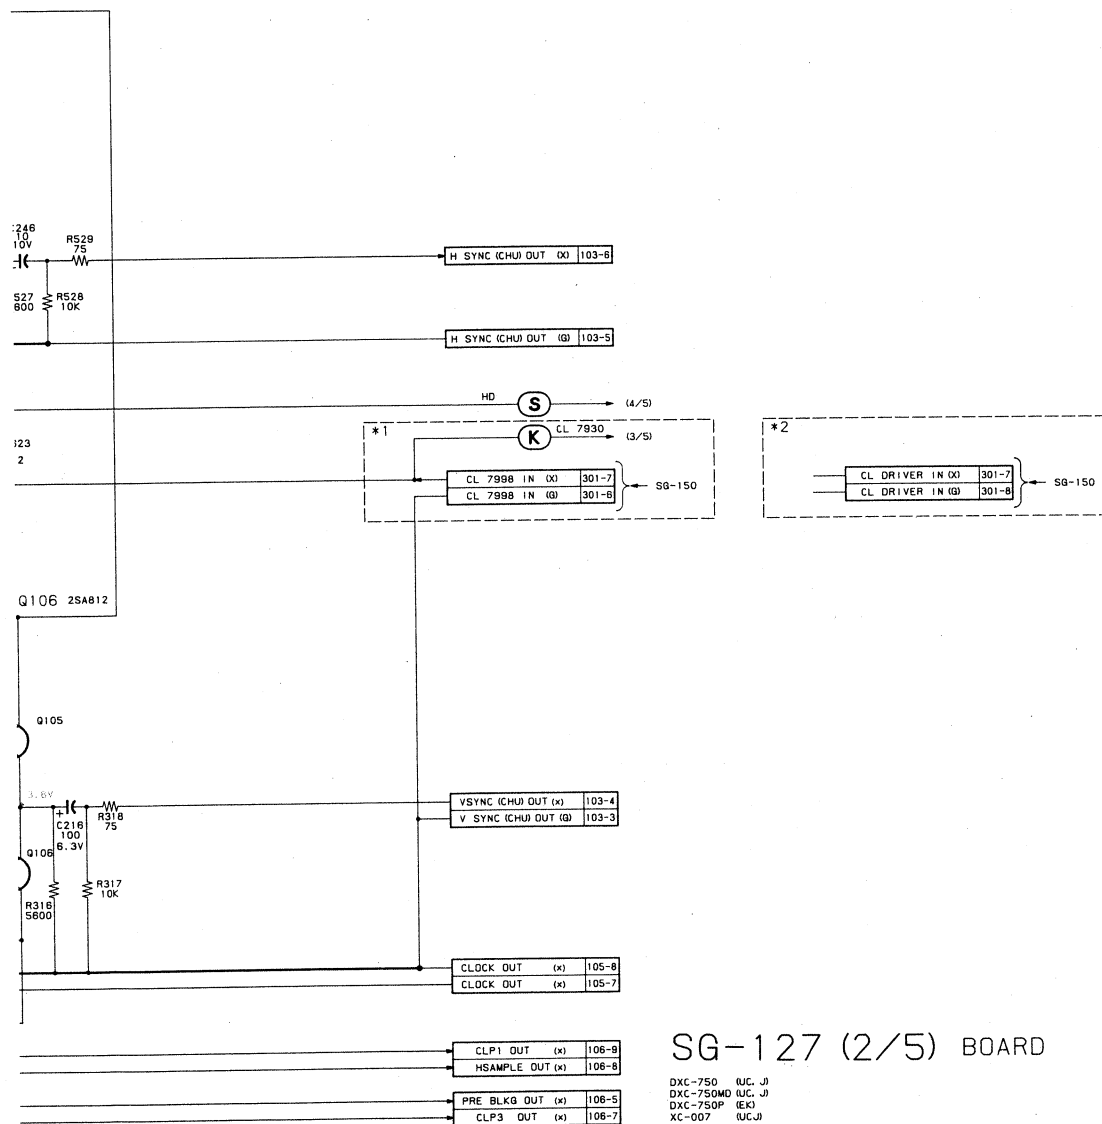 :246
10
10V
R529
75
H SYNC (CHU) OUT (X) 103-6
527
600
R528
10K
H SYNC (CHU) OUT (G) 103-5
HD
S
(4/5)
*1
K
CL 7930
(3/5)
*2
323
2
CL 7998 IN (X) 301-7
CL 7998 IN (G) 301-6
SG-150
CL DRIVER IN (X) 301-7
CL DRIVER IN (G) 301-8
SG-150
Q106 2SA812
Q105
3.6V
+
C216
100
6.3V
R318
75
VSYNC (CHU) OUT (x) 103-4
V SYNC (CHU) OUT (G) 103-3
Q106
R317
10K
R316
5600
CLOCK OUT (x) 105-8
CLOCK OUT (x) 105-7
CLP1 OUT (x) 106-9
HSAMPLE OUT (x) 106-8
SG-127 (2/5) BOARD
DXC-750 (UC. J)
DXC-750MD (UC. J)
DXC-750P (EK)
XC-007 (UCJ)
PRE BLKG OUT (x) 106-5
CLP3 OUT (x) 106-7